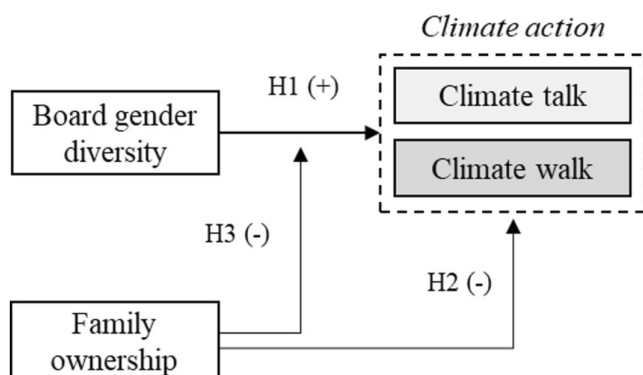 Climate action
H1 (+)
Climate talk
Board gender
diversity
Climate walk
H3 (-)
H2 (-)
Family
ownership